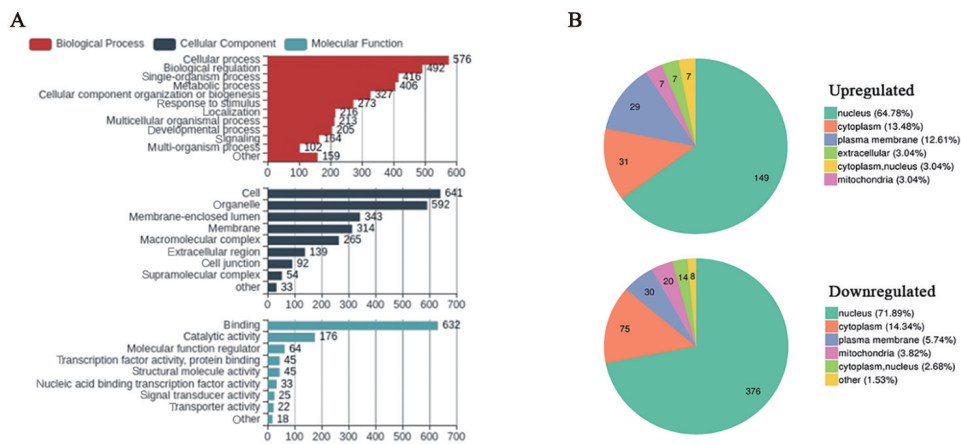 A
Biological Process Cellular Component Molecular Function
Cellular process 576
Biological regulation 492
Single-organism process 416
Metabolic process 406
Cellular component organization or biogenesis 327
Response to stimulus 273
Localization 216
Multicellular organismal process 213
Developmental process 205
Signaling 164
Multi-organism process 102
Other 159
0 100 200 300 400 500 600
Cell 641
Organelle 592
Membrane-enclosed lumen 343
Membrane 314
Macromolecular complex 265
Extracellular region 139
Cell junction 92
Supramolecular complex 54
other 33
0 100 200 300 400 500 600 700
Binding 632
Catalytic activity 176
Molecular function regulator 64
Transcription factor activity, protein binding 45
Structural molecule activity 45
Nucleic acid binding transcription factor activity 33
Signal transducer activity 25
Transporter activity 22
Other 18
0 100 200 300 400 500 600 700
B
7 7 7
29
31
149
Upregulated
nucleus (64.78%)
cytoplasm (13.48%)
plasma membrane (12.61%)
extracellular (3.04%)
cytoplasm,nucleus (3.04%)
mitochondria (3.04%)
30 20 14 8
75
376
Downregulated
nucleus (71.89%)
cytoplasm (14.34%)
plasma membrane (5.74%)
mitochondria (3.82%)
cytoplasm,nucleus (2.68%)
other (1.53%)